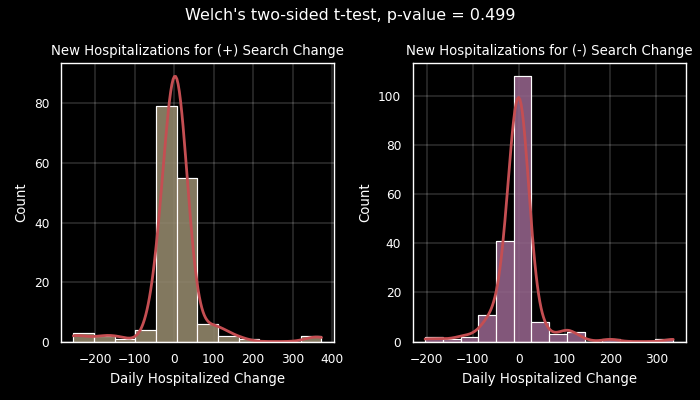 Welch's two-sided t-test, p-value = 0.499
New Hospitalizations for (+) Search Change
New Hospitalizations for (-) Search Change
Count
80
60
40
20
0
−200 −100 0 100 200 300 400
Daily Hospitalized Change
Count
100
80
60
40
20
0
−200 −100 0 100 200 300
Daily Hospitalized Change